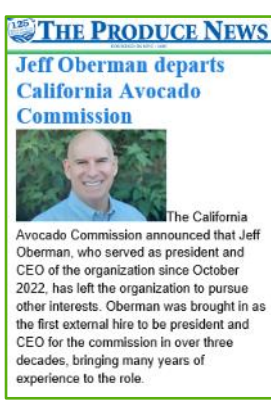 125
THE PRODUCE NEWS
Jeff Oberman departs
California Avocado
Commission
The California
Avocado Commission announced that Jeff
Oberman, who served as president and
CEO of the organization since October
2022, has left the organization to pursue
other interests. Oberman was brought in as
the first external hire to be president and
CEO for the commission in over three
decades, bringing many years of
experience to the role.